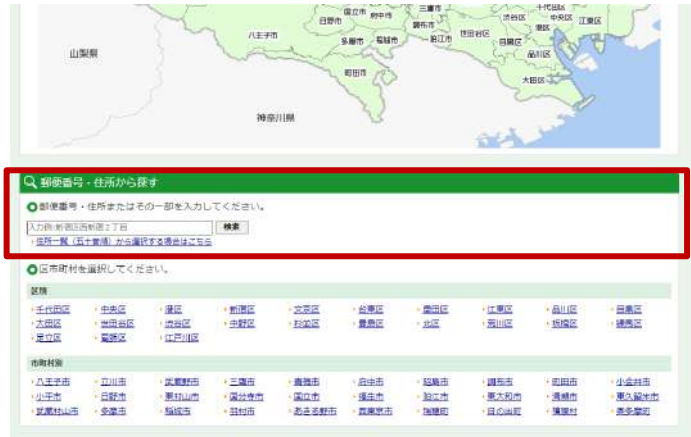 国立市
府中市
三鷹市
調布市
千代田区
中央区
渋谷区
港区
江東区
日野市
八王子市
多摩市
稲城市
狛江市
世田谷区
目黒区
品川区
山梨県
町田市
大田区
神奈川県
郵便番号・住所から探す
郵便番号・住所またはその一部を入力してください。
入力例:新宿区西新宿2丁目 検索
住所一覧(五十音順)から選択する場合はこちら
区市町村を選択してください。
区別
千代田区 中央区 港区 新宿区 文京区 台東区 墨田区 江東区 品川区 目黒区
大田区 世田谷区 渋谷区 中野区 杉並区 豊島区 北区 荒川区 板橋区 練馬区
足立区 葛飾区 江戸川区
市町村別
八王子市 立川市 武蔵野市 三鷹市 青梅市 府中市 昭島市 調布市 町田市 小金井市
小平市 日野市 東村山市 国分寺市 国立市 福生市 狛江市 東大和市 清瀬市 東久留米市
武蔵村山市 多摩市 稲城市 羽村市 あきる野市 西東京市 瑞穂町 日の出町 檜原村 奥多摩町